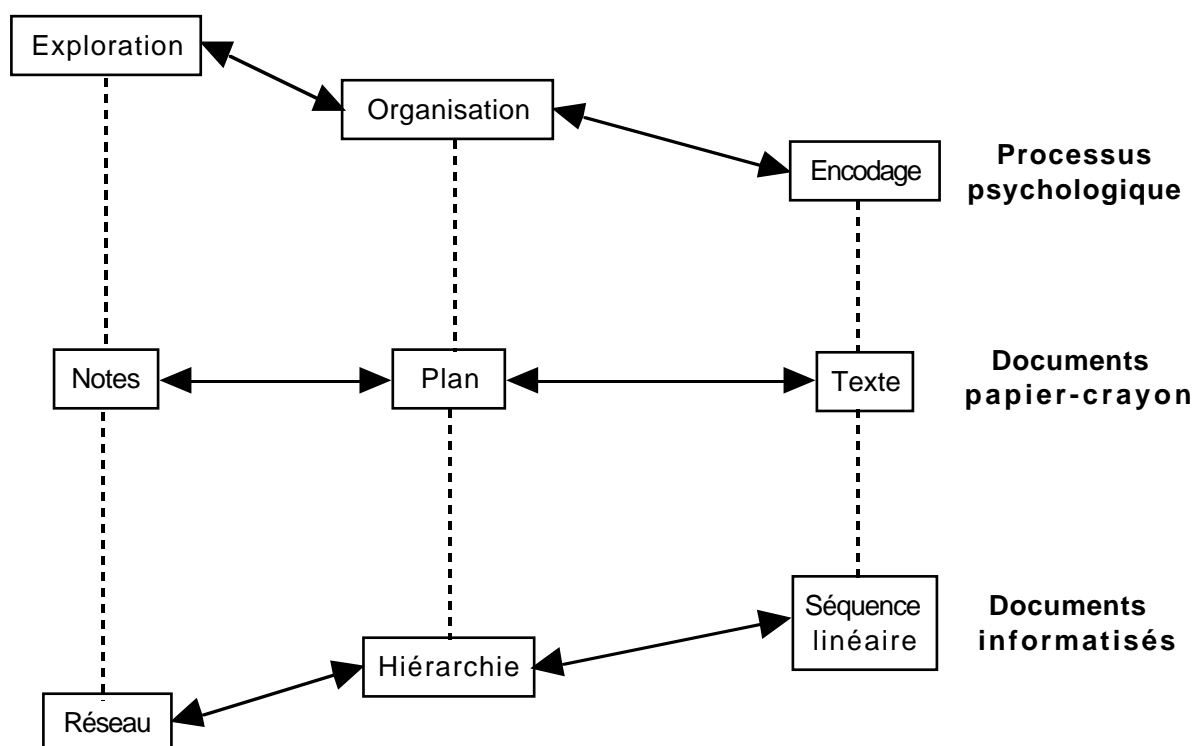 Exploration
Organisation
Encodage
Processus
psychologique
Notes
Plan
Texte
Documents
papier-crayon
Séquence
linéaire
Documents
informatisés
Hiérarchie
Réseau